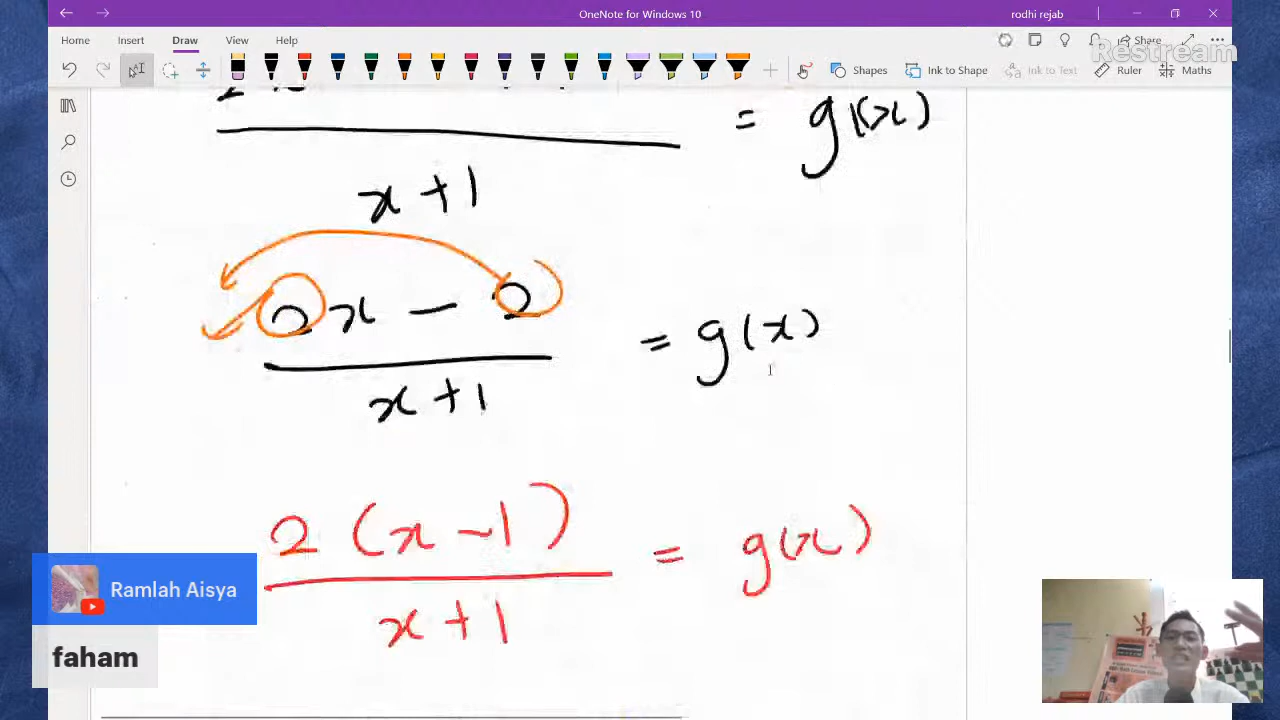 OneNote for Windows 10
rodhi rejab
Home Insert Draw View Help
Share
Restream
Shapes Ink to Shape Ink to Text Ruler Maths
= g(x)
x + 1
2x - 2 = g(x)
x + 1
2 (x - 1) = g(x)
x + 1
Ramlah Aisya
faham